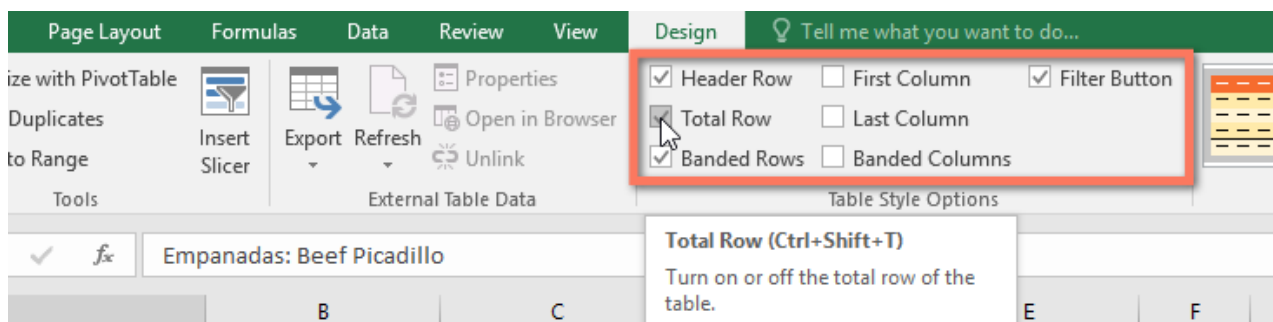 Page Layout Formulas Data Review View Design Tell me what you want to do...
ize with PivotTable
Duplicates
to Range
Tools
Insert
Slicer
Export Refresh
Properties
Open in Browser
Unlink
External Table Data
Header Row First Column Filter Button
Total Row Last Column
Banded Rows Banded Columns
Table Style Options
fx Empanadas: Beef Picadillo
Total Row (Ctrl+Shift+T)
Turn on or off the total row of the
table.
B C E F